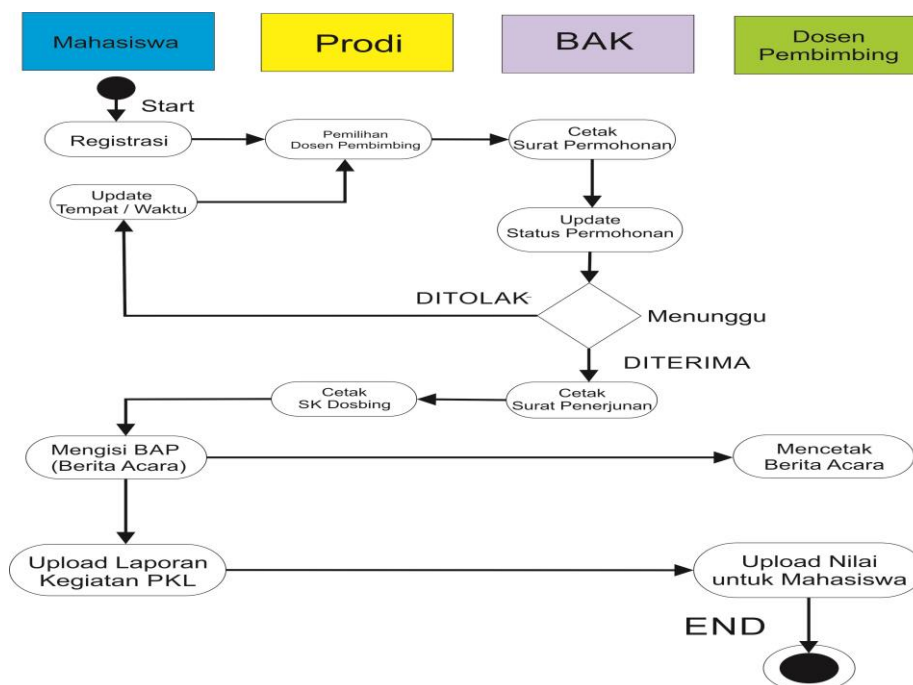 Mahasiswa
Prodi
BAK
Dosen
Pembimbing
Start
Registrasi
Pemilihan
Dosen Pembimbing
Cetak
Surat Permohonan
Update
Tempat / Waktu
Update
Status Permohonan
DITOLAK
Menunggu
DITERIMA
Cetak
SK Dosbing
Cetak
Surat Penerjunan
Mengisi BAP
(Berita Acara)
Mencetak
Berita Acara
Upload Laporan
Kegiatan PKL
Upload Nilai
untuk Mahasiswa
END